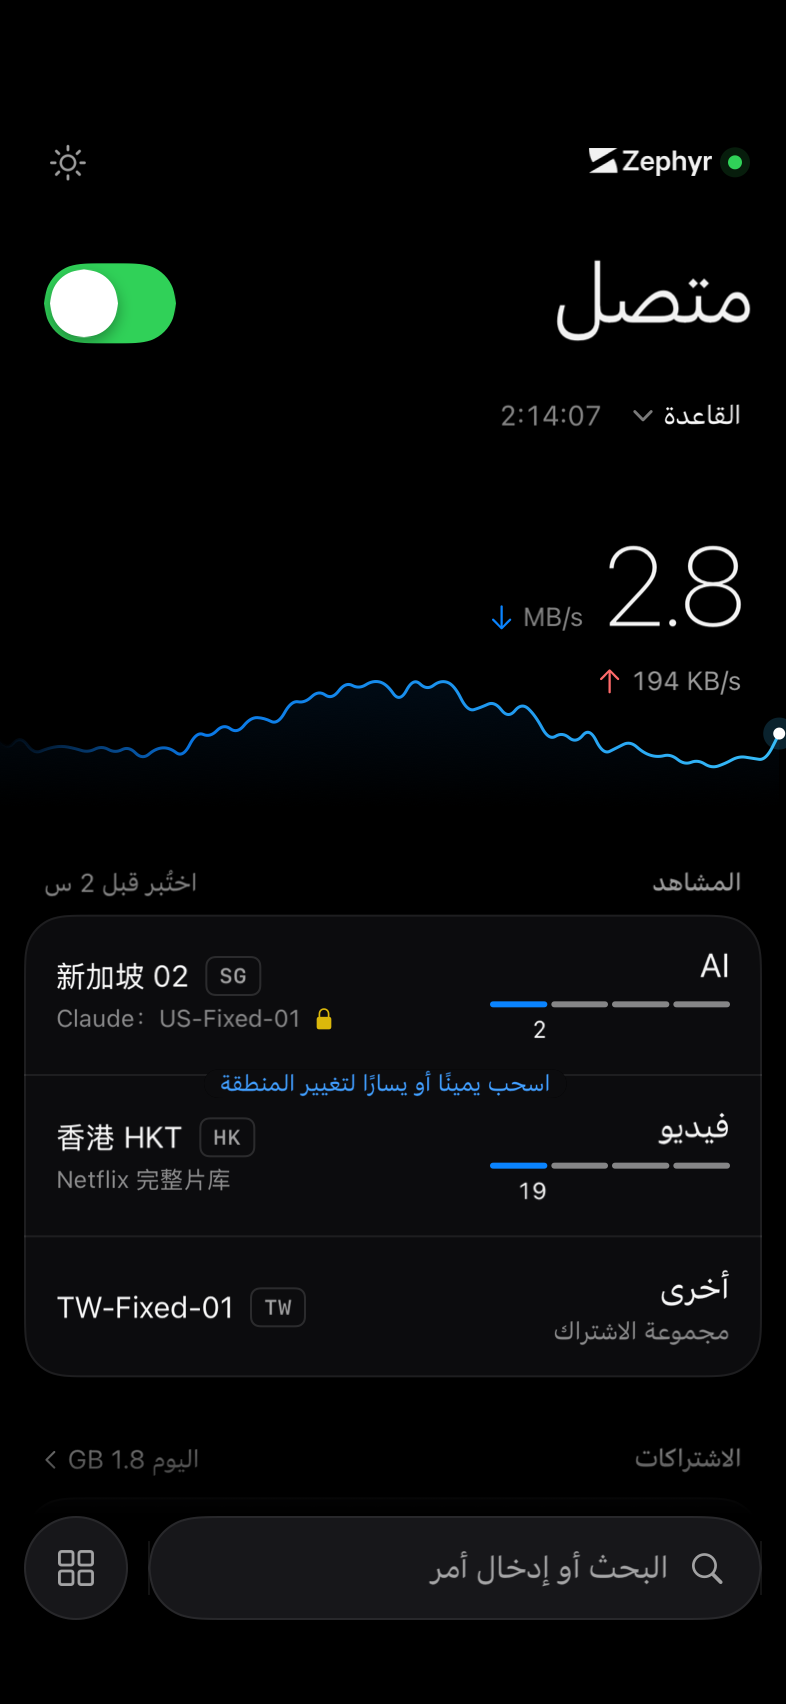 Zephyr
متصل
القاعدة 2:14:07
2.8 MB/s ↓
↑ 194 KB/s
المشاهد
اختُبر قبل 2 س
AI
2
新加坡 02 SG
Claude: US-Fixed-01
اسحب يمينًا أو يسارًا لتغيير المنطقة
فيديو
19
香港 HKT HK
Netflix 完整片库
أخرى
مجموعة الاشتراك
TW-Fixed-01 TW
الاشتراكات
اليوم 1.8 GB
البحث أو إدخال أمر